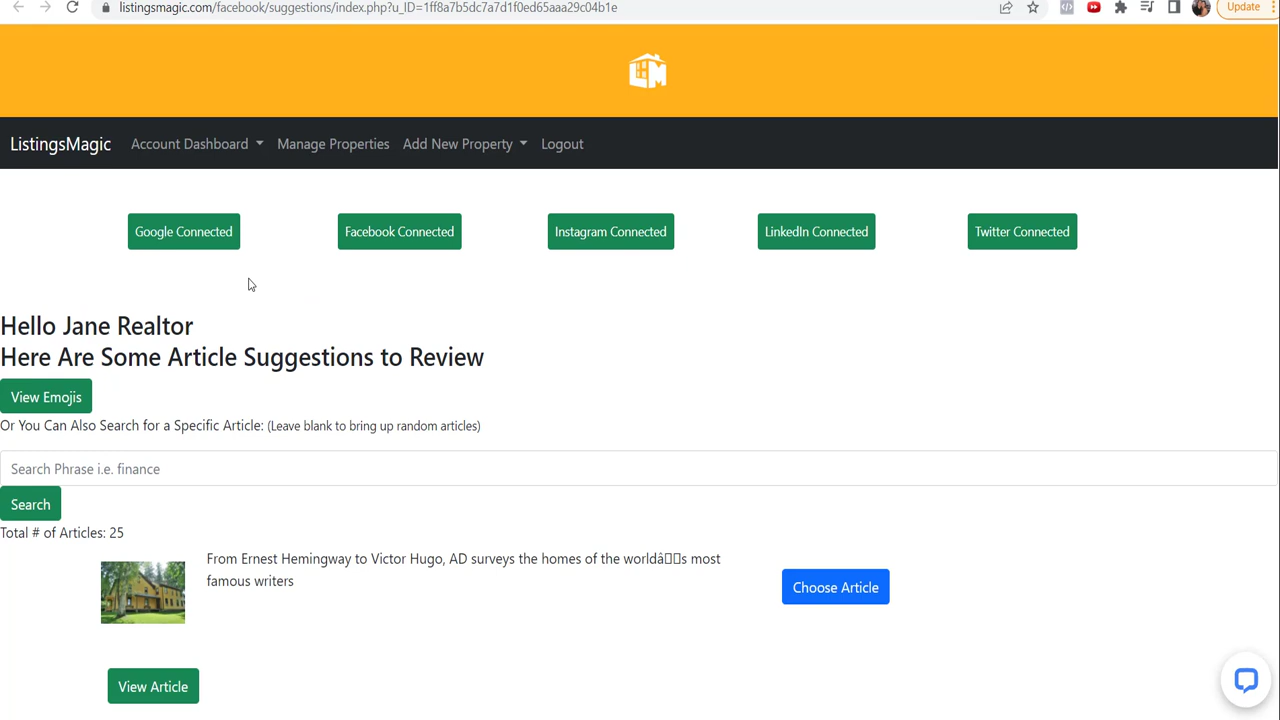 listingsmagic.com/facebook/suggestions/index.php?u_ID=1ff8a7b5dc7a7d1f0ed65aaa29c04b1e
Update
LM
ListingsMagic Account Dashboard Manage Properties Add New Property Logout
Google Connected Facebook Connected Instagram Connected LinkedIn Connected Twitter Connected
Hello Jane Realtor
Here Are Some Article Suggestions to Review
View Emojis
Or You Can Also Search for a Specific Article: (Leave blank to bring up random articles)
Search Phrase i.e. finance
Search
Total # of Articles: 25
From Ernest Hemingway to Victor Hugo, AD surveys the homes of the worldâ▯▯s most
famous writers
Choose Article
View Article